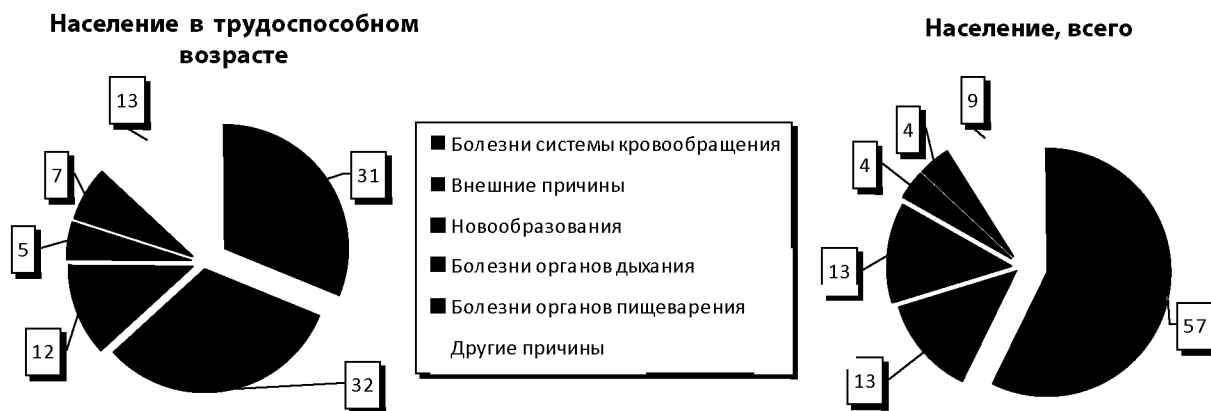 Население в трудоспособном
возрасте
13
31
7
5
12
32
Болезни системы кровообращения
Внешние причины
Новообразования
Болезни органов дыхания
Болезни органов пищеварения
Другие причины
Население, всего
9
4
4
13
57
13